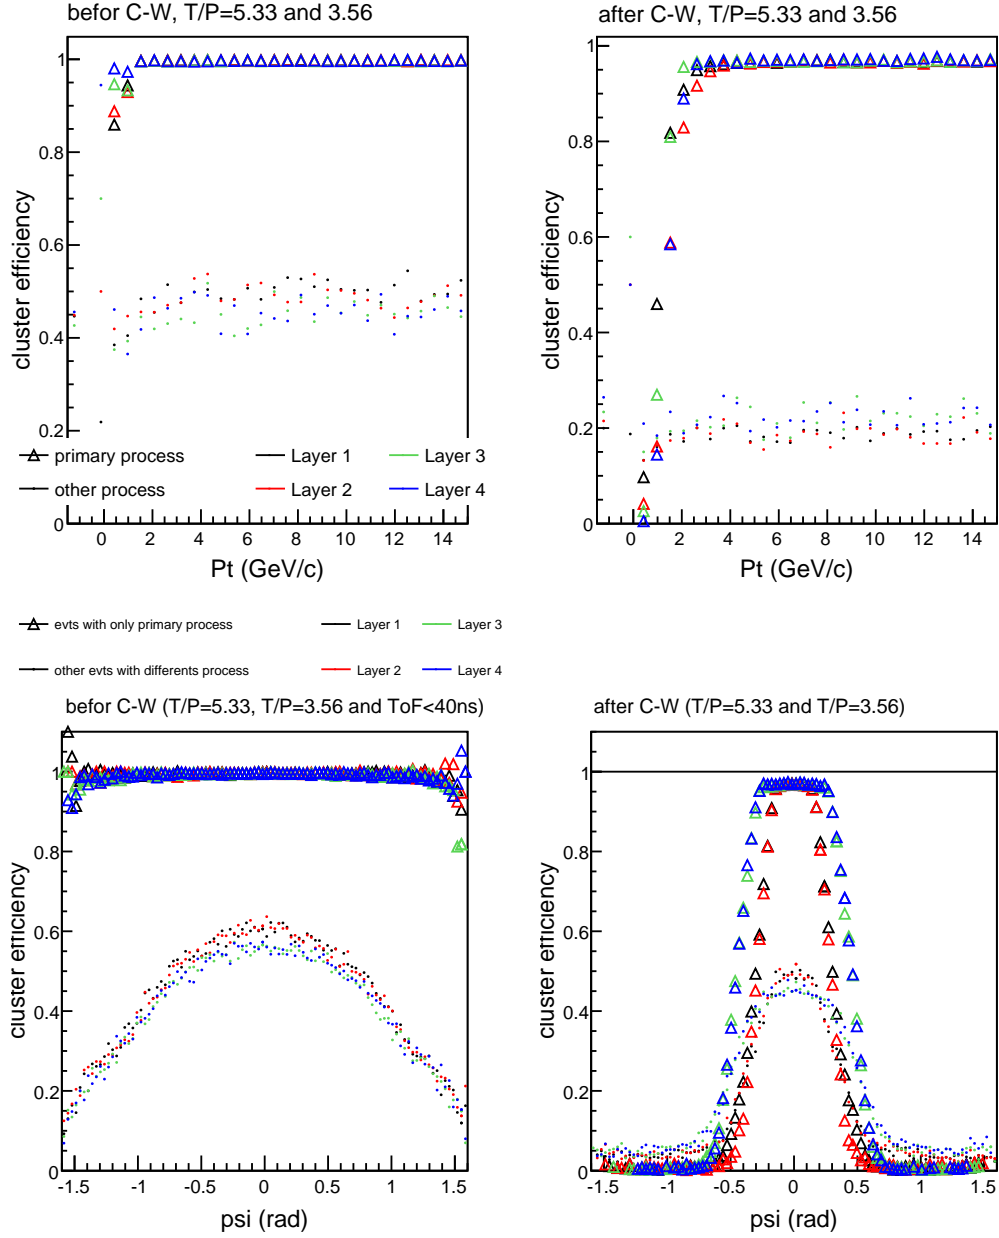 befor C-W, T/P=5.33 and 3.56
after C-W, T/P=5.33 and 3.56
cluster efficiency
1
0.8
0.6
0.4
0.2
0
primary process
other process
Layer 1
Layer 2
Layer 3
Layer 4
0 2 4 6 8 10 12 14
Pt (GeV/c)
cluster efficiency
1
0.8
0.6
0.4
0.2
0
0 2 4 6 8 10 12 14
Pt (GeV/c)
evts with only primary process
Layer 1
Layer 3
other evts with differents process
Layer 2
Layer 4
befor C-W (T/P=5.33, T/P=3.56 and ToF<40ns)
after C-W (T/P=5.33 and T/P=3.56)
cluster efficiency
1
0.8
0.6
0.4
0.2
0
-1.5 -1 -0.5 0 0.5 1 1.5
psi (rad)
cluster efficiency
1
0.8
0.6
0.4
0.2
0
-1.5 -1 -0.5 0 0.5 1 1.5
psi (rad)